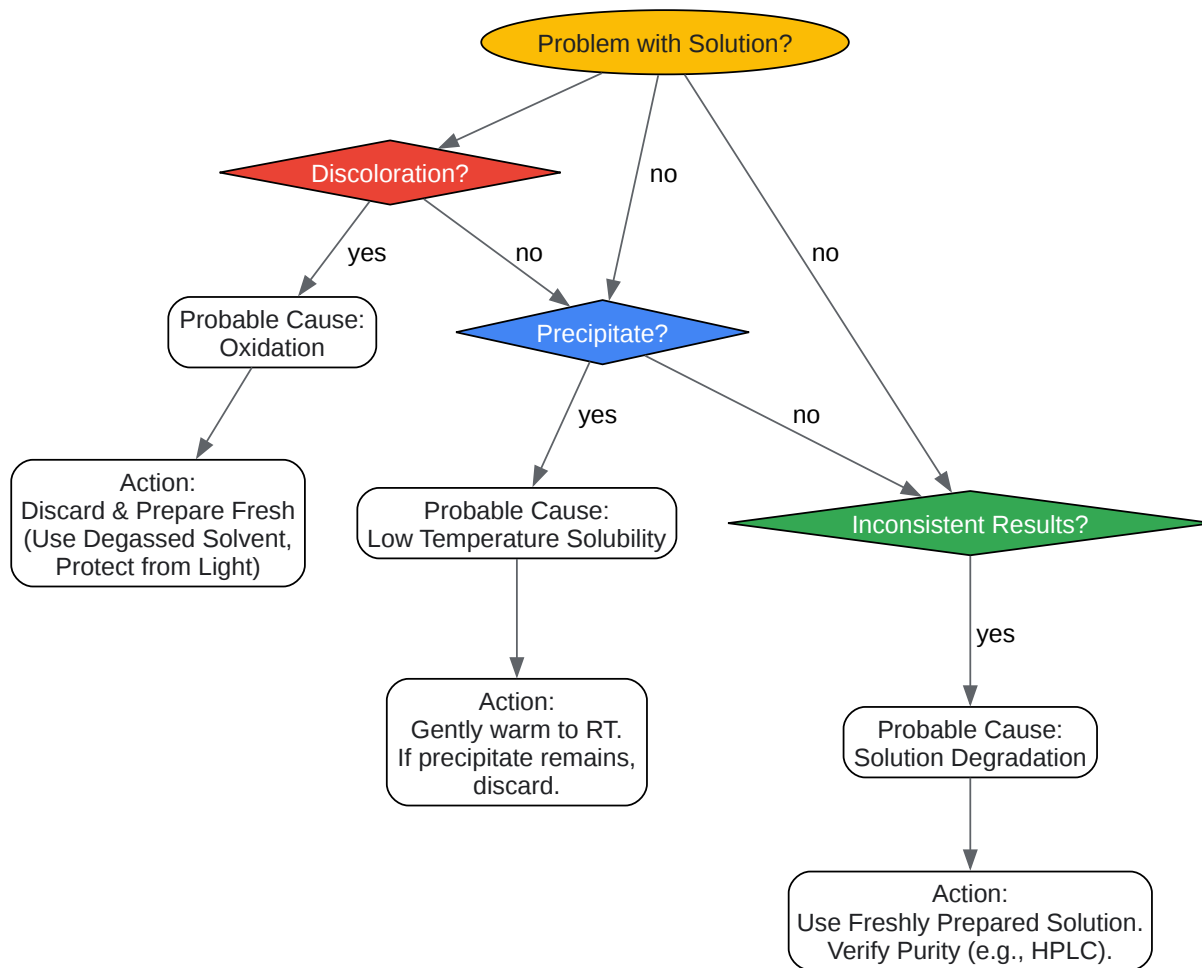 Problem with Solution?
Discoloration?
no
no
yes
no
Probable Cause:
Oxidation
Precipitate?
yes
no
Action:
Discard & Prepare Fresh
(Use Degassed Solvent,
Protect from Light)
Probable Cause:
Low Temperature Solubility
Inconsistent Results?
yes
Action:
Gently warm to RT.
If precipitate remains,
discard.
Probable Cause:
Solution Degradation
Action:
Use Freshly Prepared Solution.
Verify Purity (e.g., HPLC).